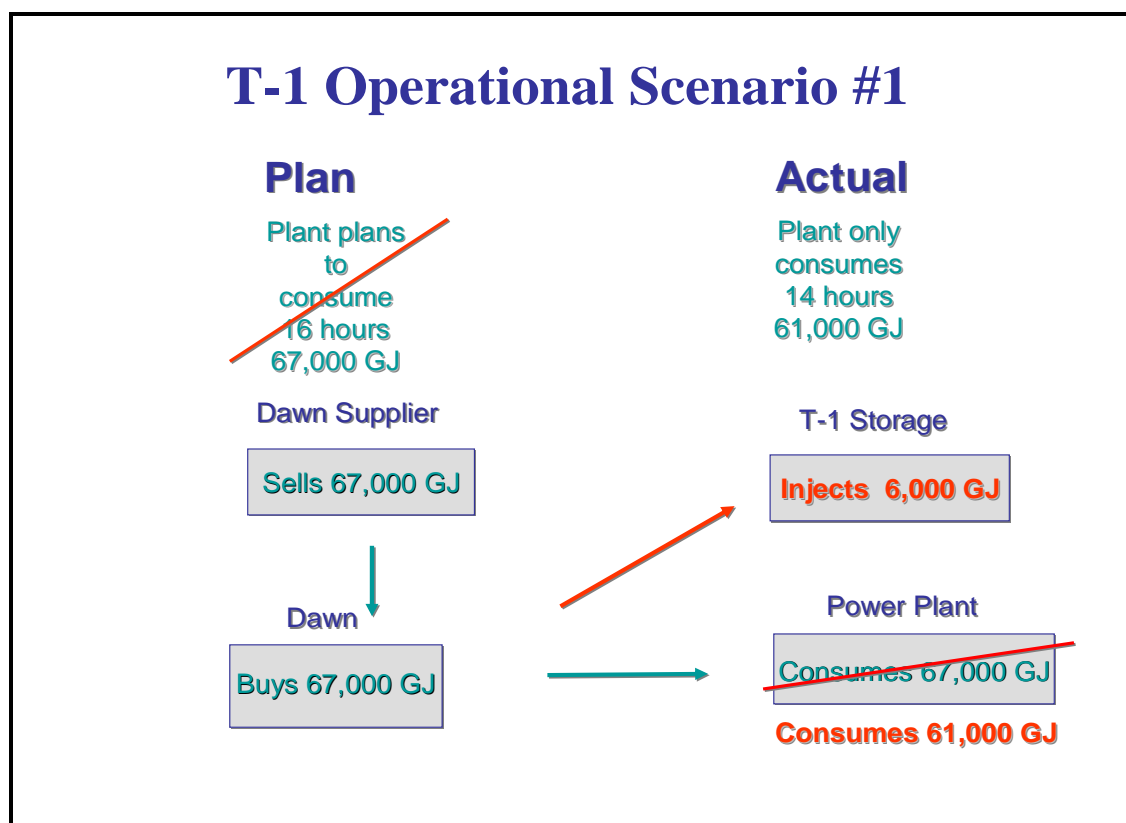 T-1 Operational Scenario #1
Plan
Plant plans
to
consume
16 hours
67,000 GJ
Dawn Supplier
Sells 67,000 GJ
Dawn
Buys 67,000 GJ
Actual
Plant only
consumes
14 hours
61,000 GJ
T-1 Storage
Injects 6,000 GJ
Power Plant
Consumes 67,000 GJ
Consumes 61,000 GJ